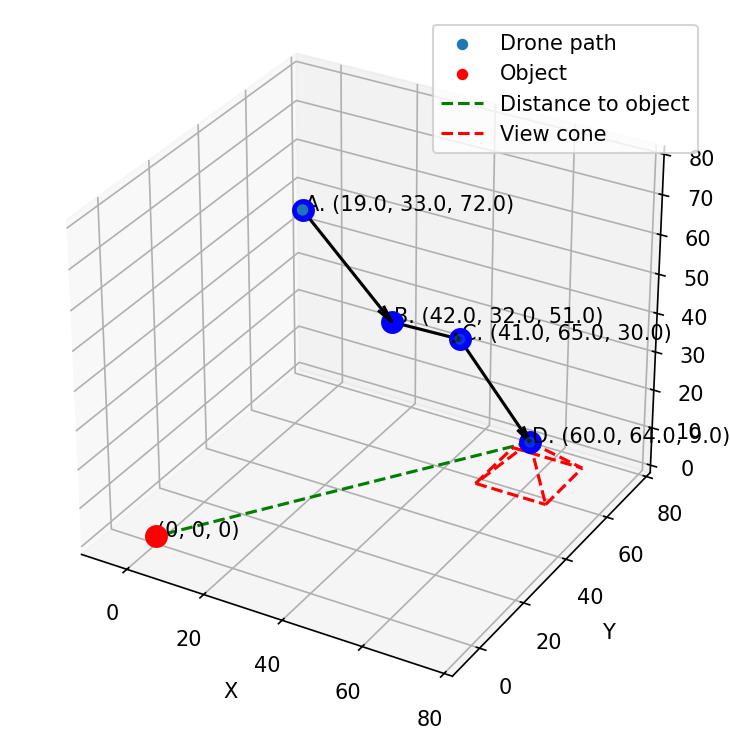 Drone path
Object
Distance to object
View cone
A. (19.0, 33.0, 72.0)
B. (42.0, 32.0, 51.0)
C. (41.0, 65.0, 30.0)
D. (60.0, 64.0, 9.0)
(0, 0, 0)
80
70
60
50
40
30
20
10
0
0
20
40
60
80
X
0
20
40
60
80
Y